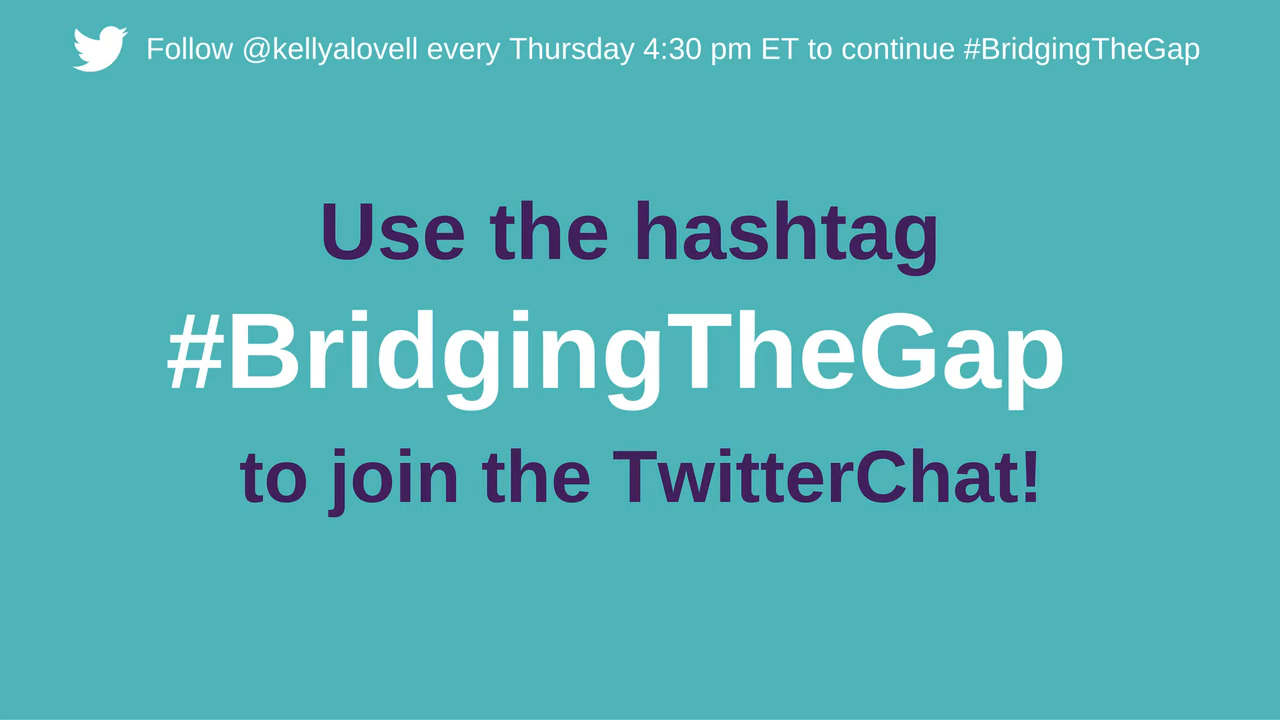 Follow @kellyalovell every Thursday 4:30 pm ET to continue #BridgingTheGap
Use the hashtag
#BridgingTheGap
to join the TwitterChat!